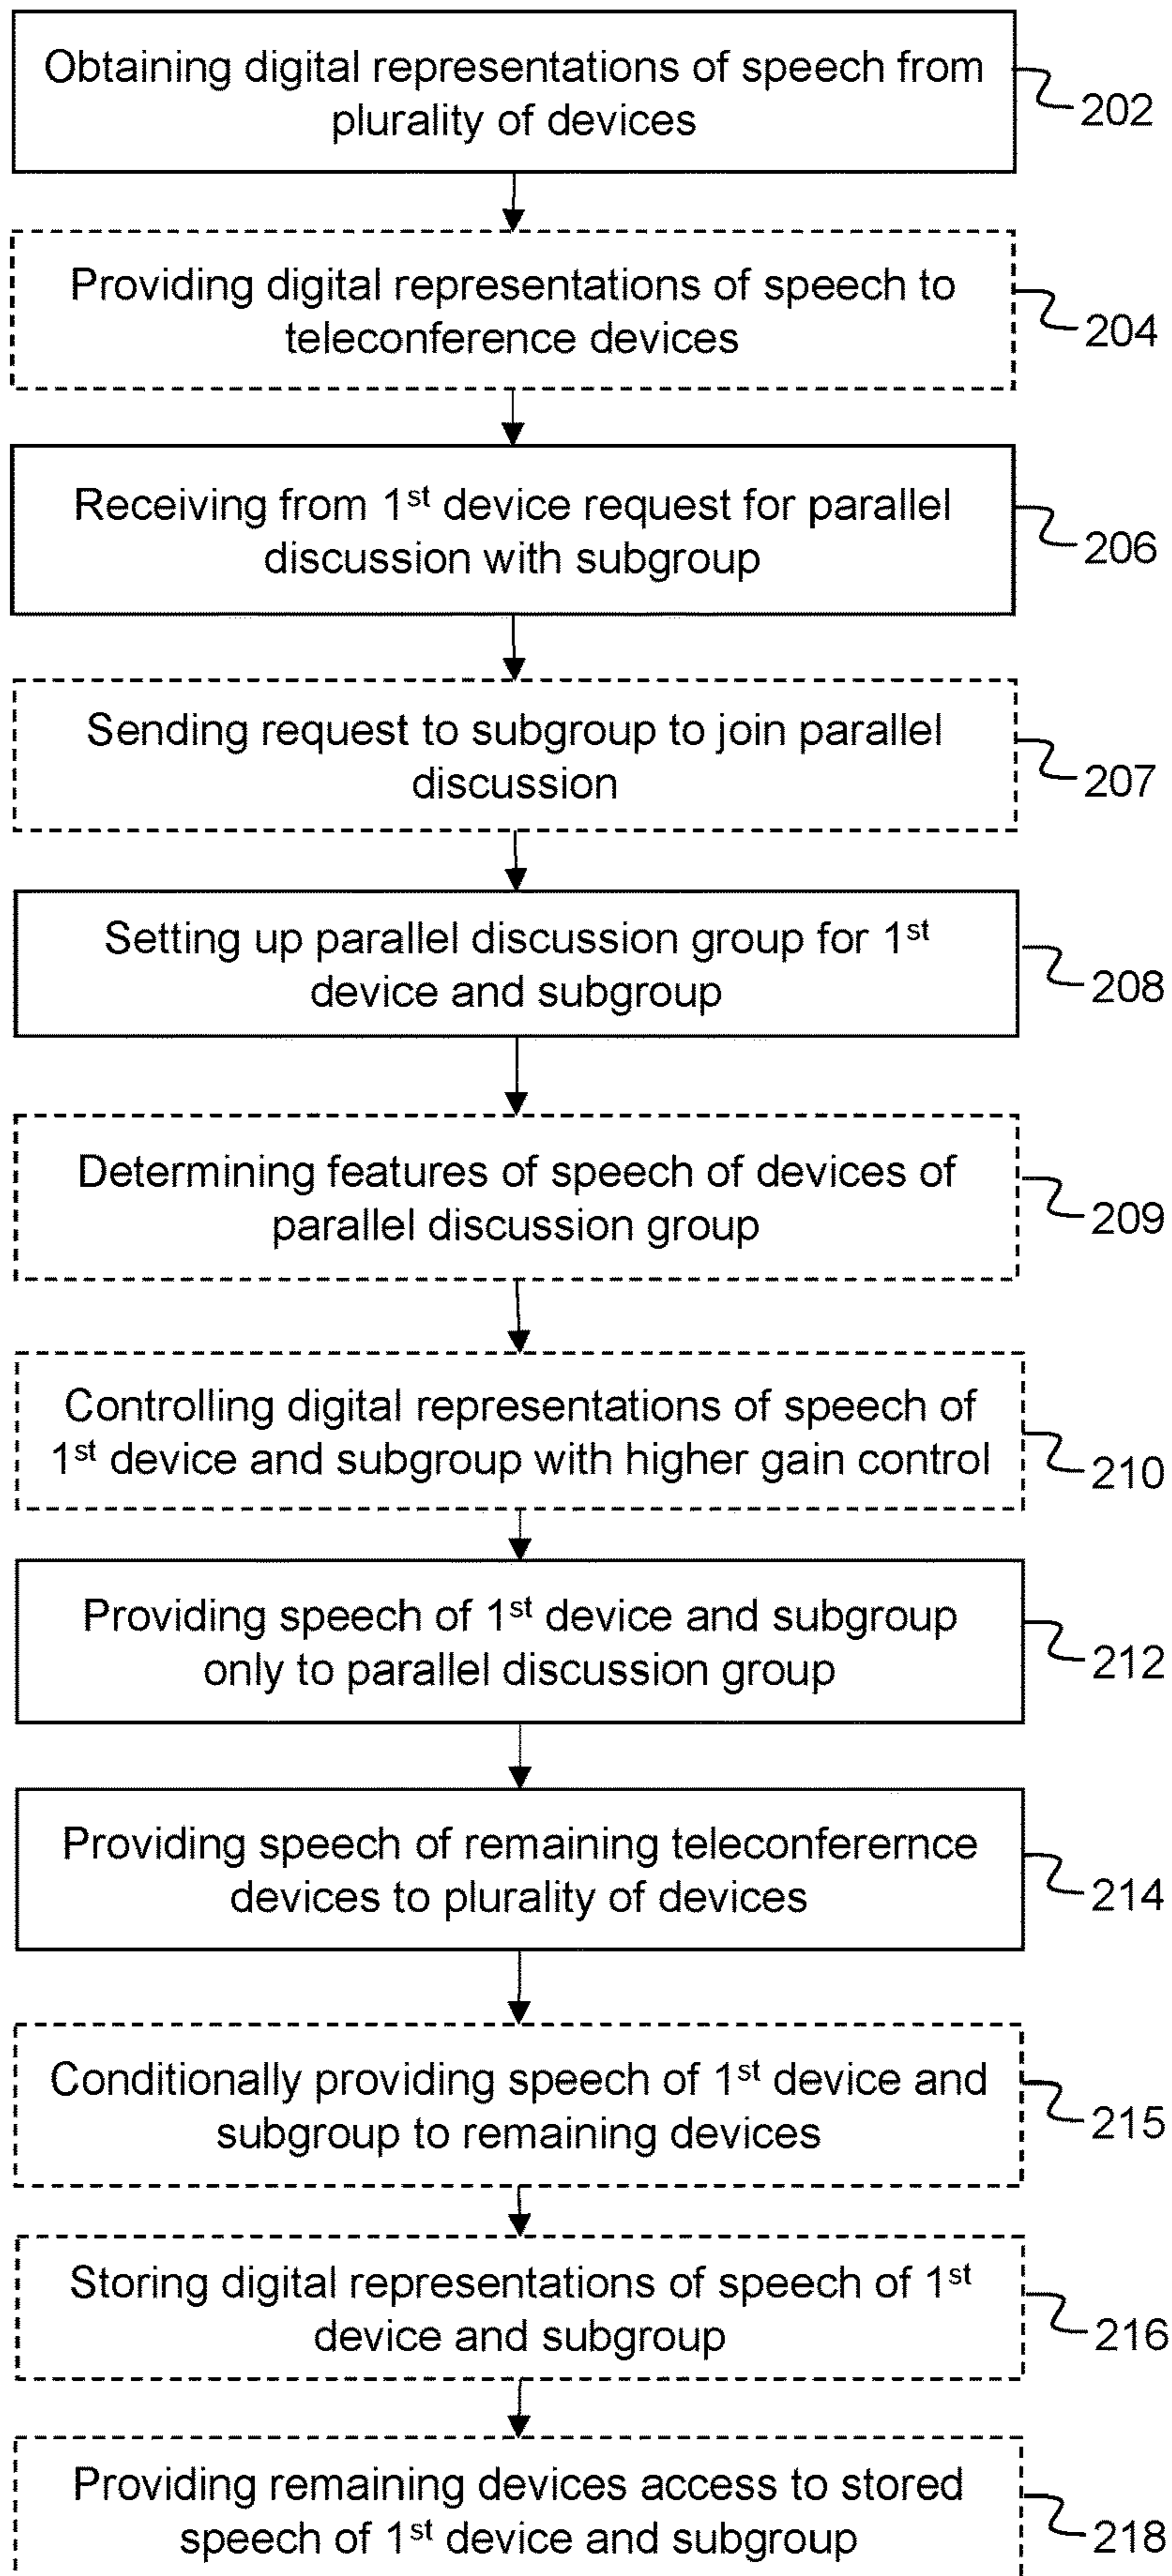 Obtaining digital representations of speech from
plurality of devices
202
Providing digital representations of speech to
teleconference devices
204
Receiving from 1st device request for parallel
discussion with subgroup
206
Sending request to subgroup to join parallel
discussion
207
Setting up parallel discussion group for 1st
device and subgroup
208
Determining features of speech of devices of
parallel discussion group
209
Controlling digital representations of speech of
1st device and subgroup with higher gain control
210
Providing speech of 1st device and subgroup
only to parallel discussion group
212
Providing speech of remaining teleconferernce
devices to plurality of devices
214
Conditionally providing speech of 1st device and
subgroup to remaining devices
215
Storing digital representations of speech of 1st
device and subgroup
216
Providing remaining devices access to stored
speech of 1st device and subgroup
218